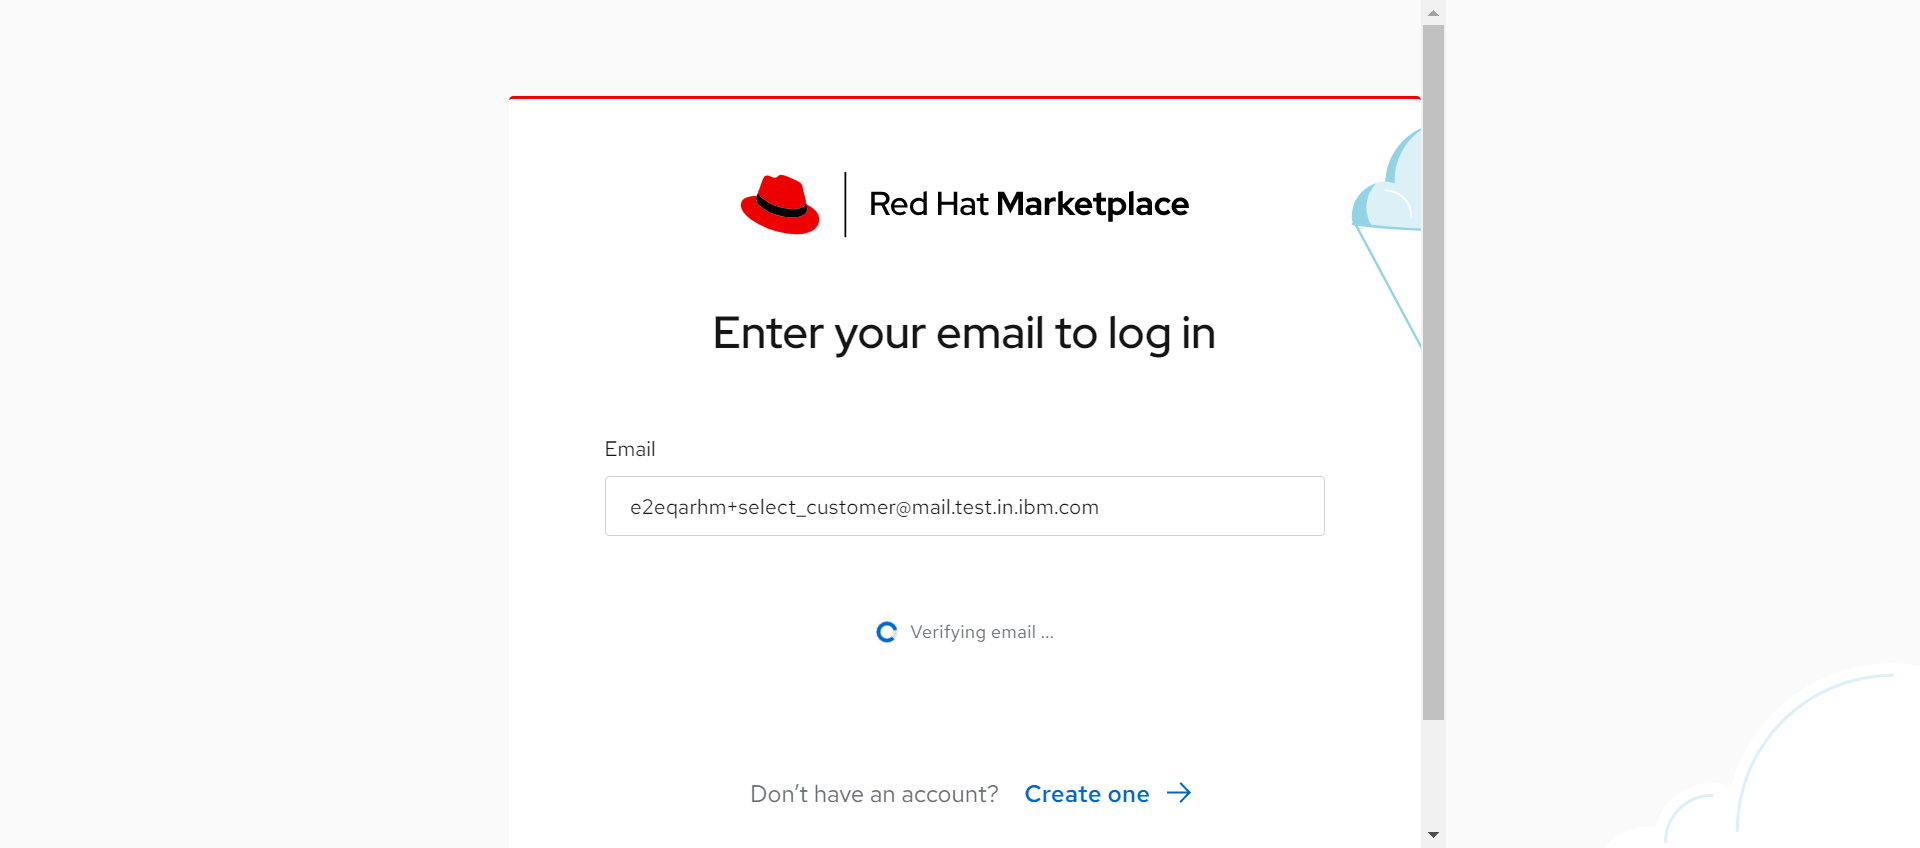 Red Hat Marketplace
Enter your email to log in
Email
e2eqarhm+select_customer@mail.test.in.ibm.com
Verifying email ...
Don’t have an account? Create one →